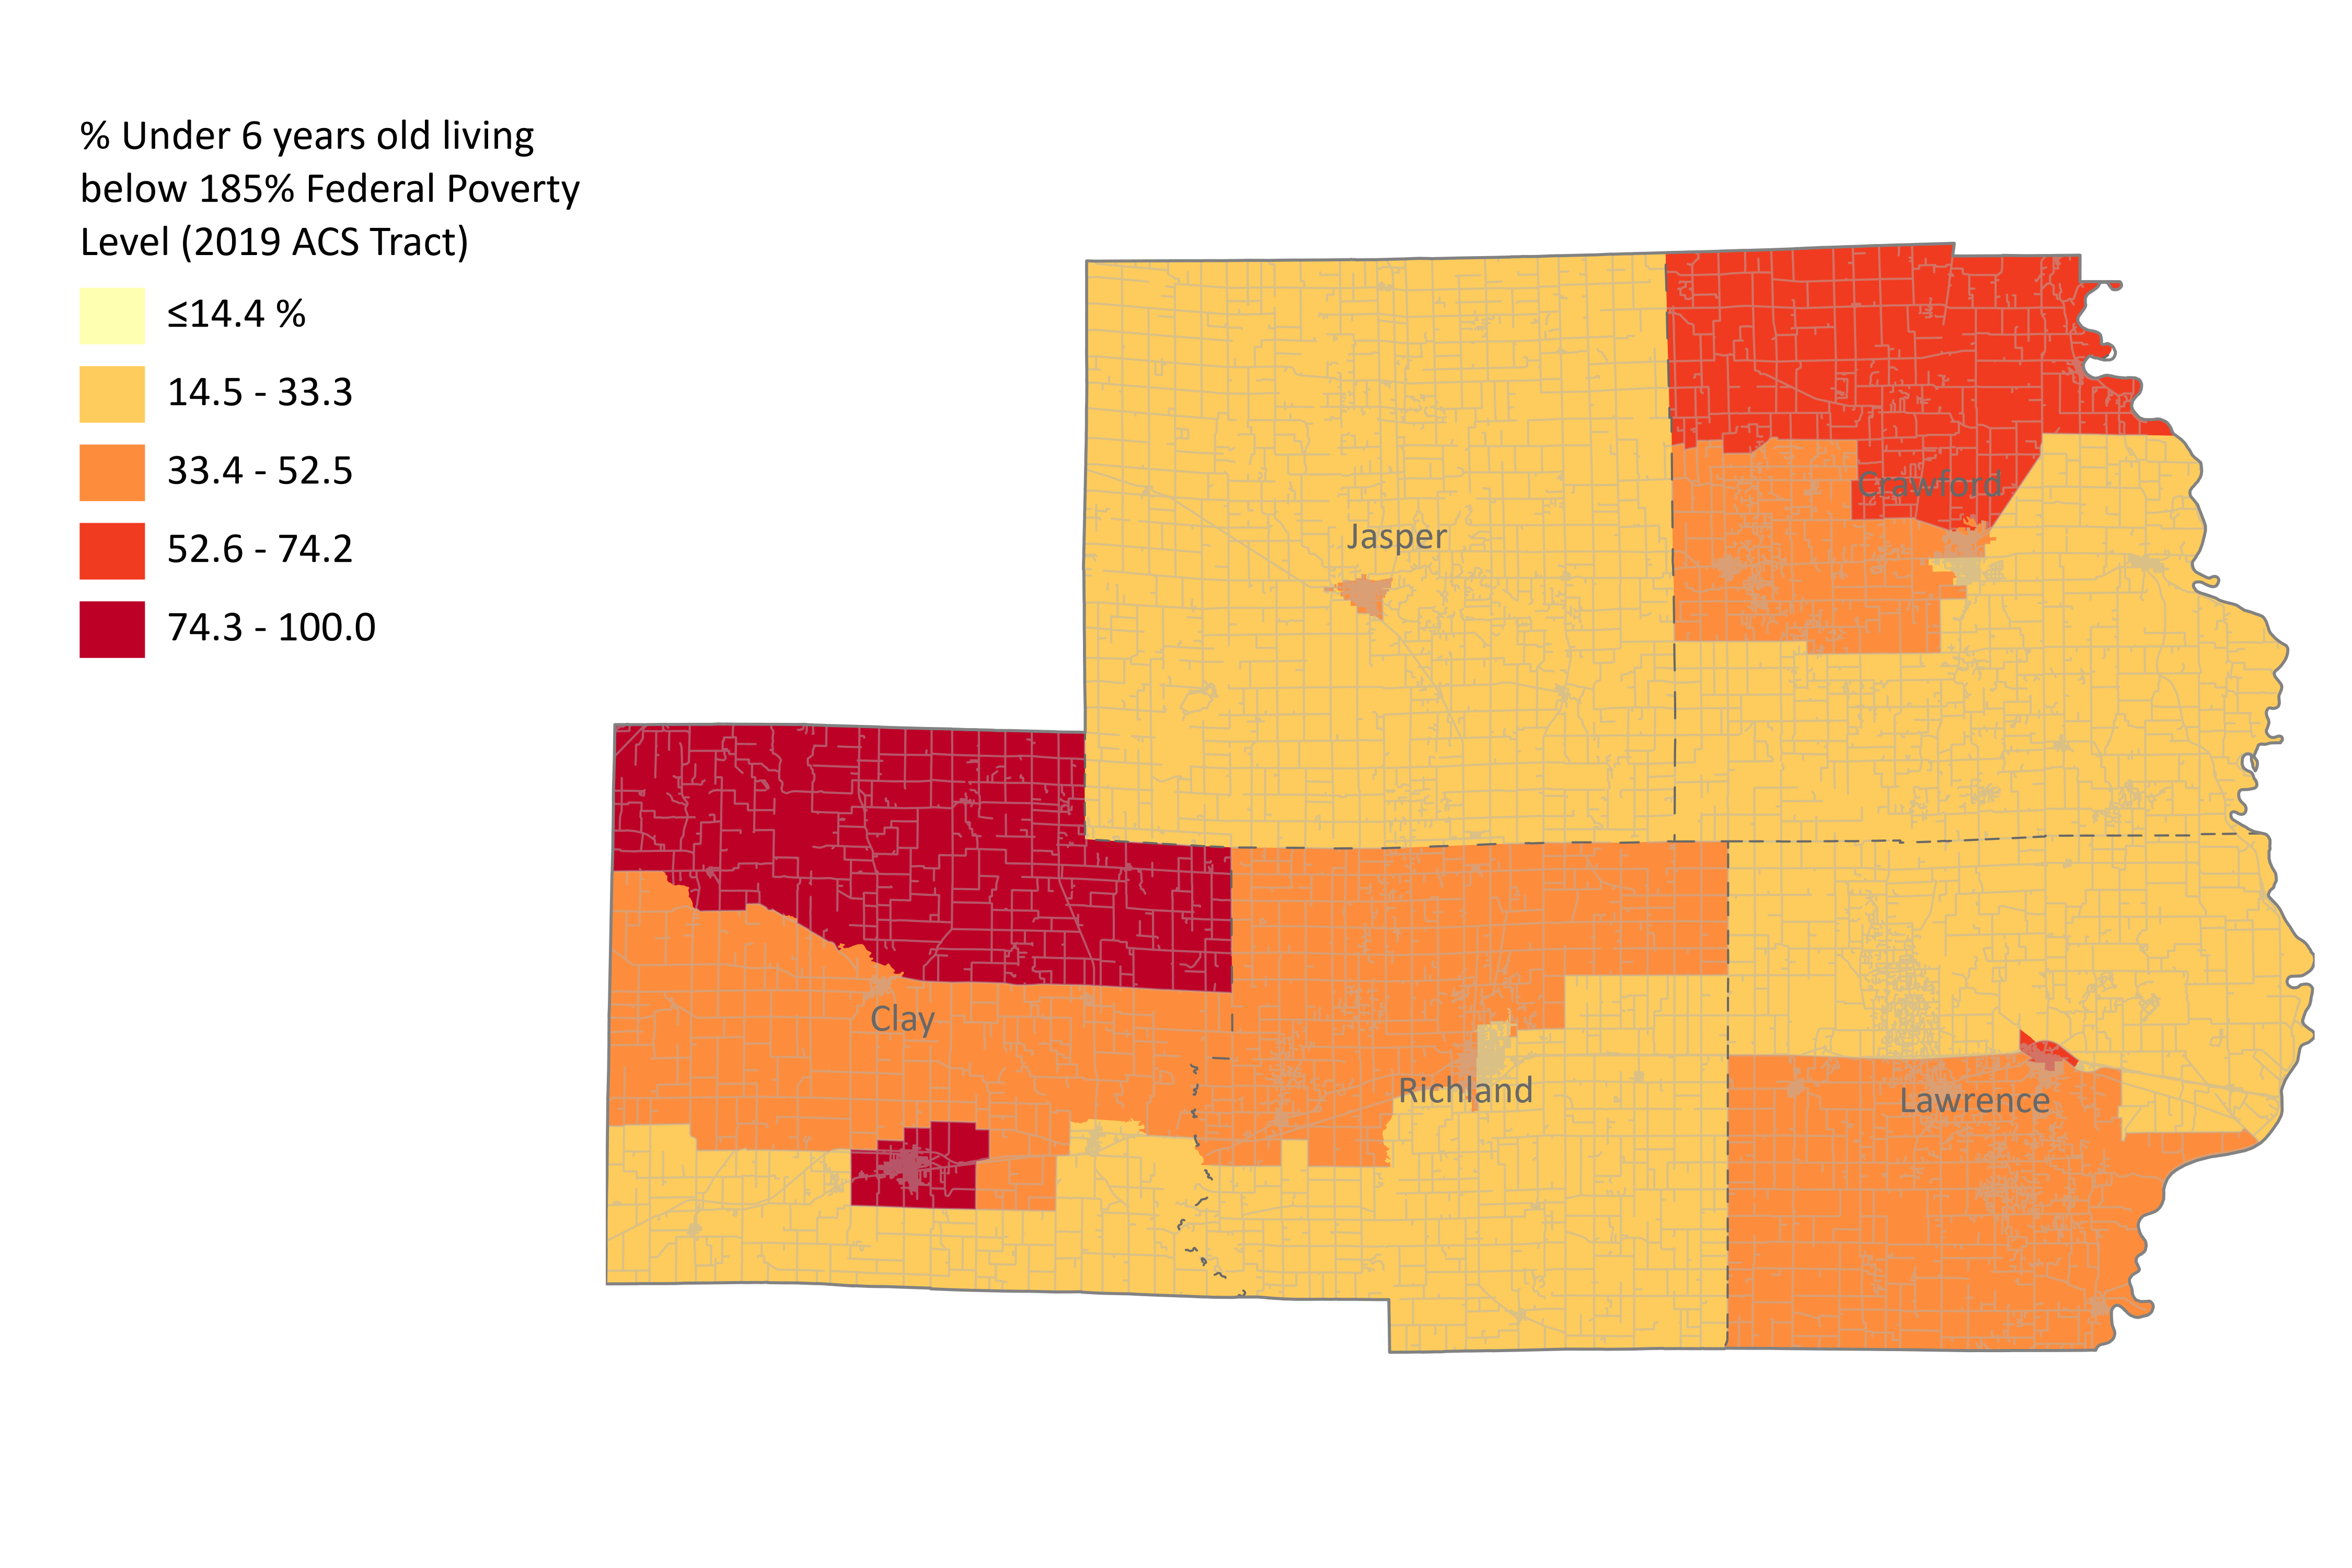 % Under 6 years old living
below 185% Federal Poverty
Level (2019 ACS Tract)
≤14.4 %
14.5 - 33.3
33.4 - 52.5
52.6 - 74.2
74.3 - 100.0
Crawford
Jasper
Clay
Richland
Lawrence